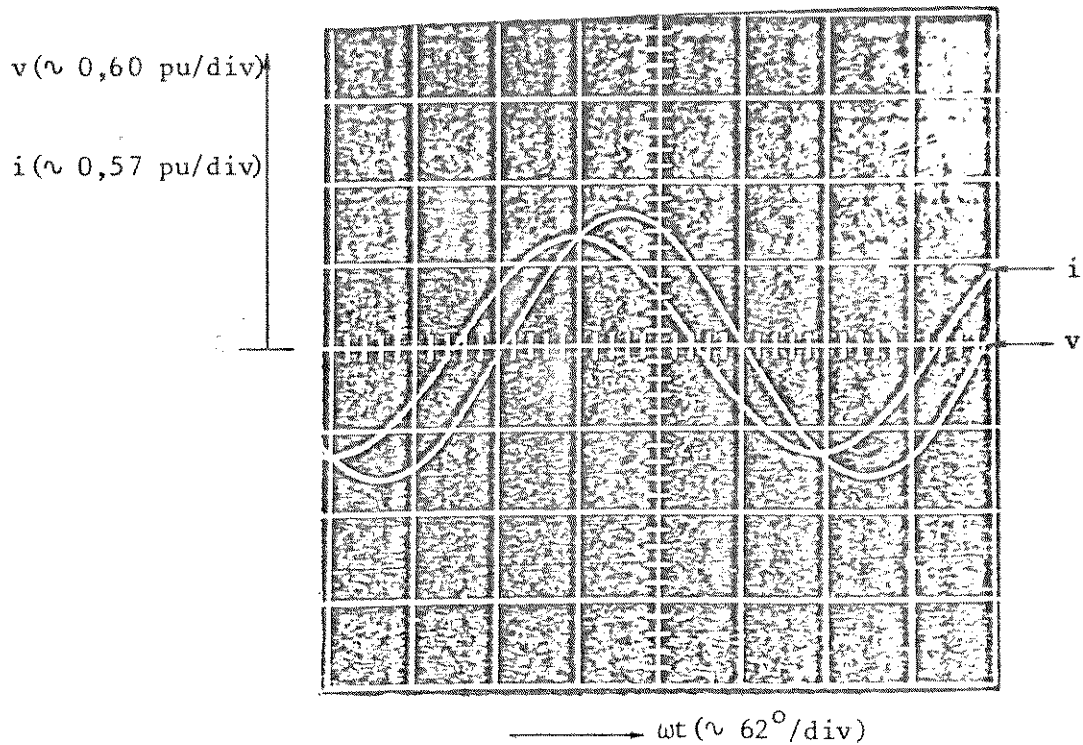 v(∿ 0,60 pu/div)
i(∿ 0,57 pu/div)
i
v
ωt(∿ 62°/div)